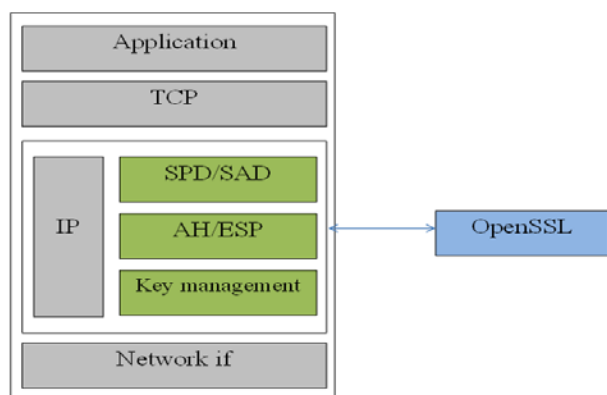 Application
TCP
IP
SPD/SAD
AH/ESP
Key management
OpenSSL
Network if